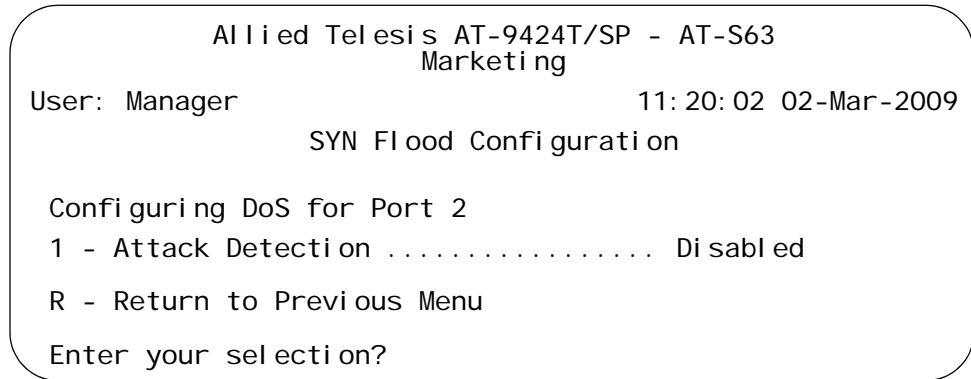 Allied Telesis AT-9424T/SP - AT-S63
Marketing
User: Manager 11:20:02 02-Mar-2009
SYN Flood Configuration
Configuring DoS for Port 2
1 - Attack Detection ................. Disabled
R - Return to Previous Menu
Enter your selection?